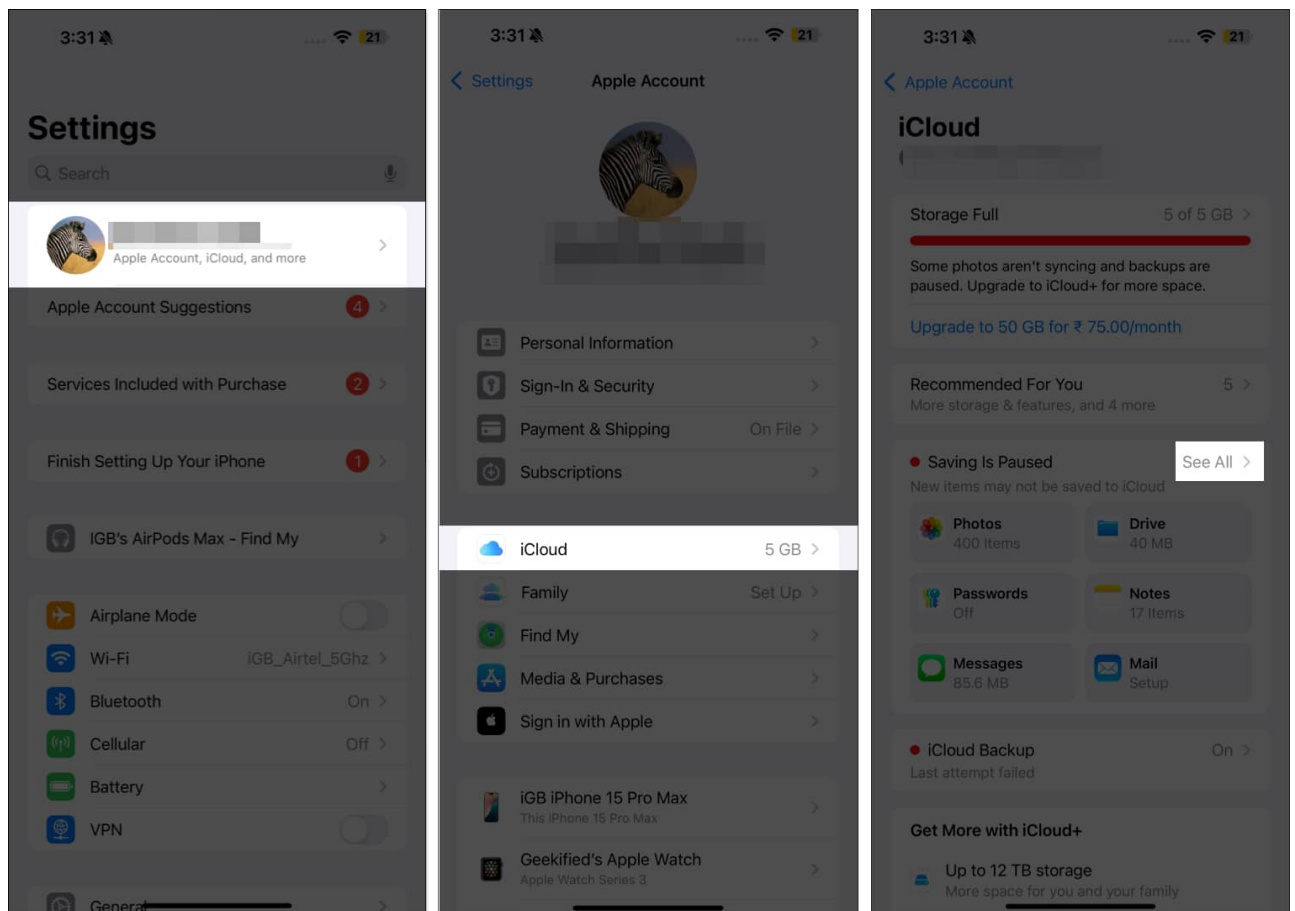 3:31
21
Settings
Search
Apple Account, iCloud, and more
Apple Account Suggestions 4
Services Included with Purchase 2
Finish Setting Up Your iPhone 1
IGB's AirPods Max - Find My
Airplane Mode
Wi-Fi iGB_Airtel_5Ghz
Bluetooth On
Cellular Off
Battery
VPN
General
3:31
21
Settings Apple Account
Personal Information
Sign-In & Security
Payment & Shipping On File
Subscriptions
iCloud 5 GB
Family Set Up
Find My
Media & Purchases
Sign in with Apple
iGB iPhone 15 Pro Max
This iPhone 15 Pro Max
Geekified's Apple Watch
Apple Watch Series 3
3:31
21
Apple Account
iCloud
Storage Full 5 of 5 GB
Some photos aren't syncing and backups are
paused. Upgrade to iCloud+ for more space.
Upgrade to 50 GB for ₹ 75.00/month
Recommended For You 5
More storage & features, and 4 more
Saving Is Paused See All
New items may not be saved to iCloud
Photos Drive
400 Items 40 MB
Passwords Notes
Off 17 Items
Messages Mail
85.6 MB Setup
iCloud Backup On
Last attempt failed
Get More with iCloud+
Up to 12 TB storage
More space for you and your family